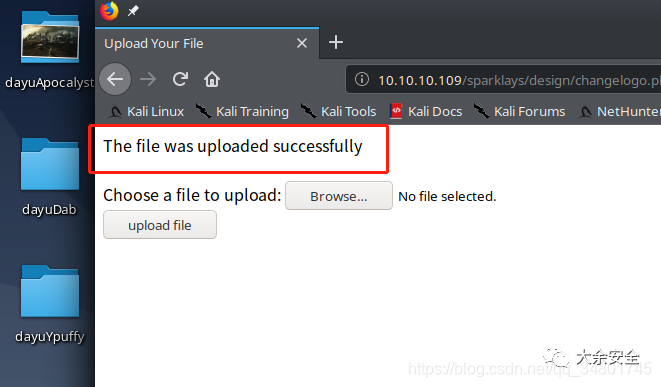 dayuApocalyst
dayuDab
dayuYpuffy
Upload Your File
10.10.10.109/sparklays/design/changelogo.p
Kali Linux
Kali Training
Kali Tools
Kali Docs
Kali Forums
NetHunter
The file was uploaded successfully
Choose a file to upload:
Browse...
No file selected.
upload file
大余安全
https://blog.csdn.net/qq_34801745